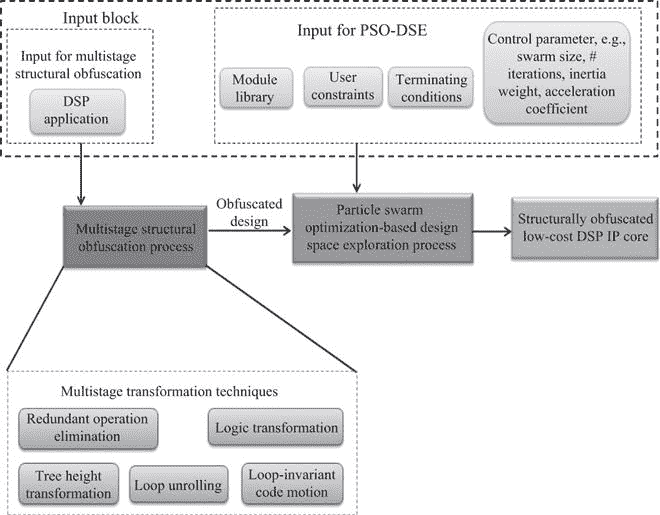 Input block
Input for multistage
structural obfuscation
DSP
application
Input for PSO-DSE
Module
library
User
constraints
Terminating
conditions
Control parameter, e.g.,
swarm size, #
iterations, inertia
weight, acceleration
coefficient
Multistage structural
obfuscation process
Obfuscated
design
Particle swarm
optimization-based design
space exploration process
Structurally obfuscated
low-cost DSP IP core
Multistage transformation techniques
Redundant operation
elimination
Logic transformation
Tree height
transformation
Loop unrolling
Loop-invariant
code motion